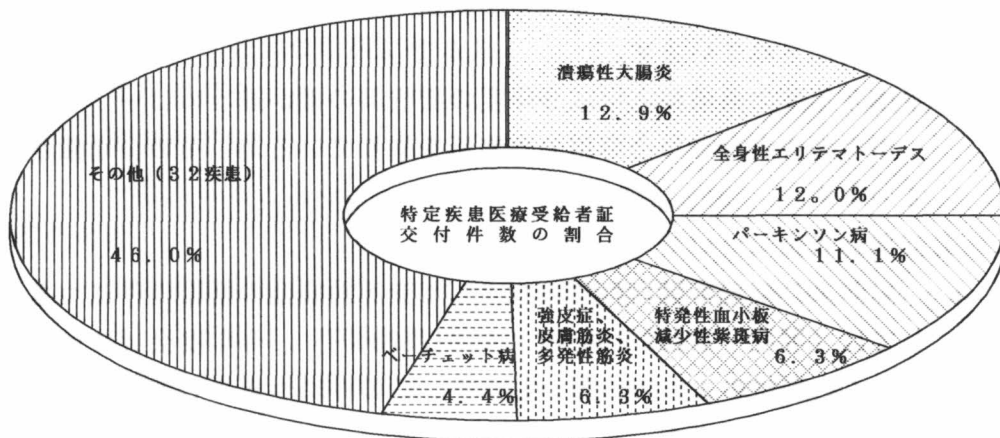 潰瘍性大腸炎
12.9%
全身性エリテマトーデス
12。0%
パーキンソン病
11.1%
特発性血小板
減少性紫斑病
6.3%
強皮症、
皮膚筋炎、
多発性筋炎
6.3%
ベーチェット病
4.4%
その他(32疾患)
46.0%
特定疾患医療受給者証
交付件数の割合